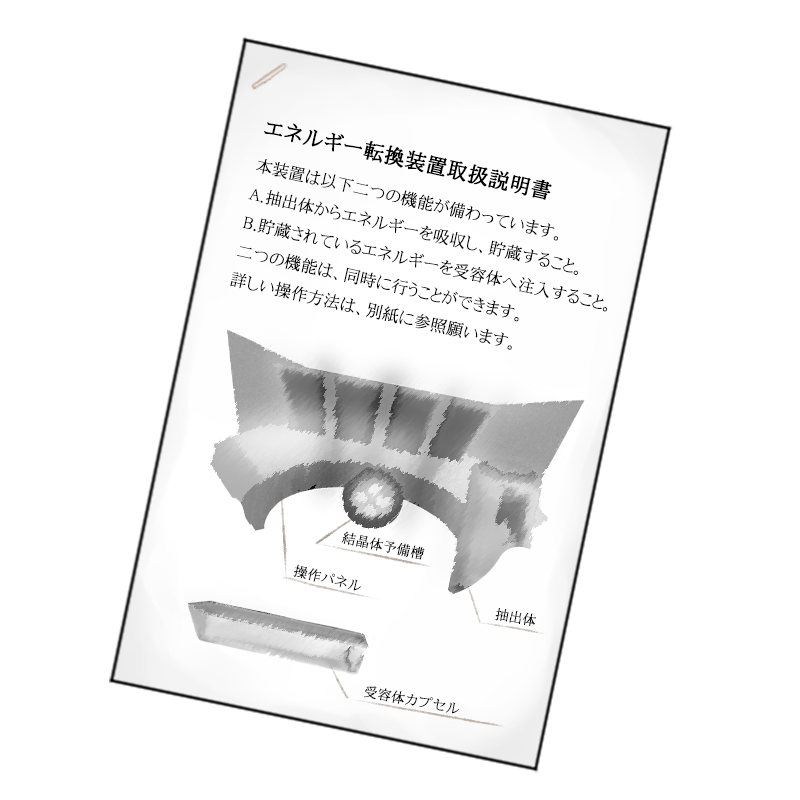 エネルギー転換装置取扱説明書
本装置は以下二つの機能が備わっています。
A.抽出体からエネルギーを吸収し、貯蔵すること。
B.貯蔵されているエネルギーを受容体へ注入すること。
二つの機能は、同時に行うことができます。
詳しい操作方法は、別紙に参照願います。
結晶体予備槽
操作パネル
抽出体
受容体カプセル